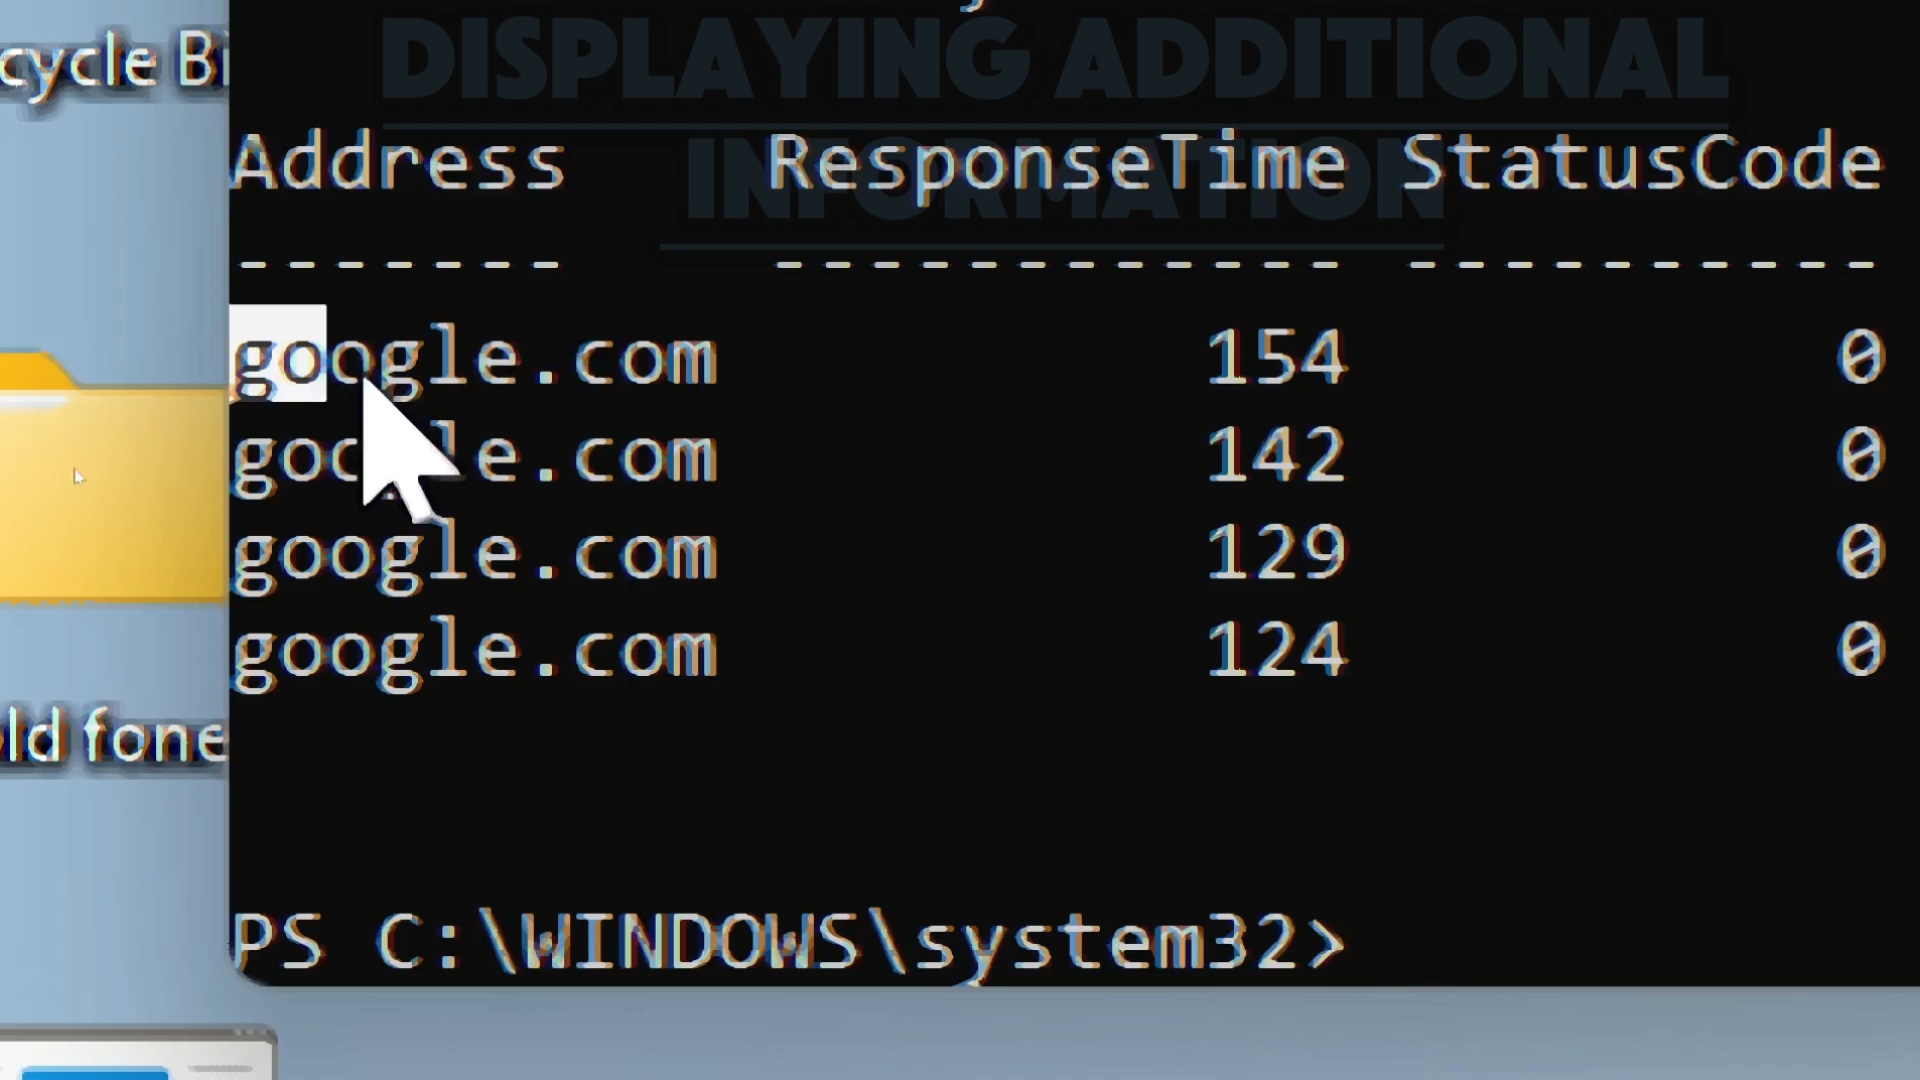 DISPLAYING ADDITIONAL
INFORMATION
Address ResponseTime StatusCode
------- ------------ ----------
google.com 154 0
google.com 142 0
google.com 129 0
google.com 124 0
PS C:\WINDOWS\system32>
cycle Bi
ld fone